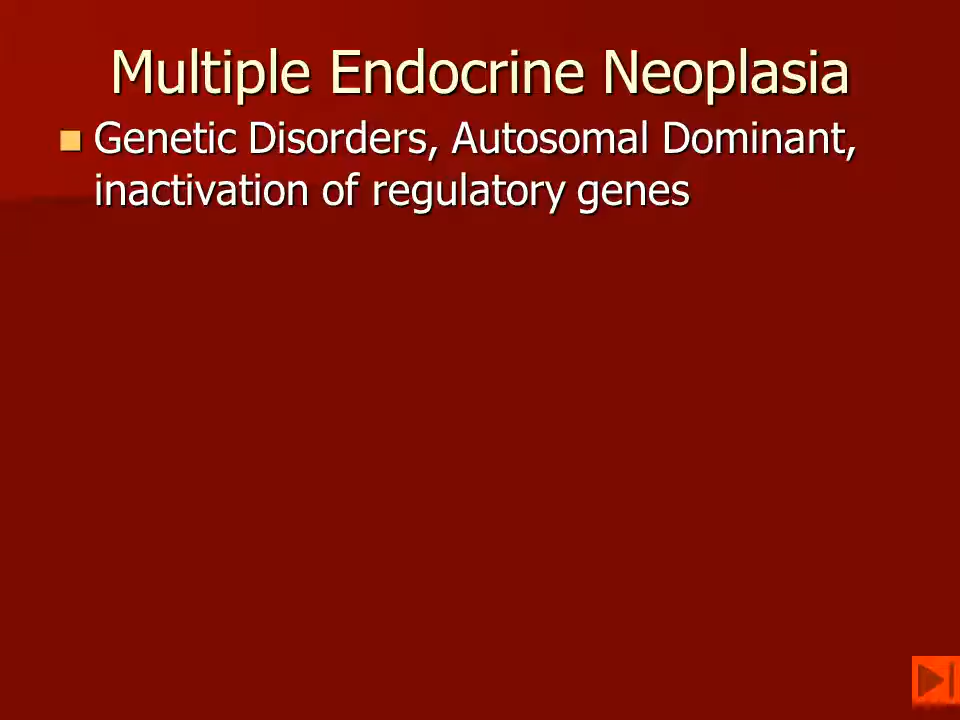 Multiple Endocrine Neoplasia
Genetic Disorders, Autosomal Dominant,
inactivation of regulatory genes